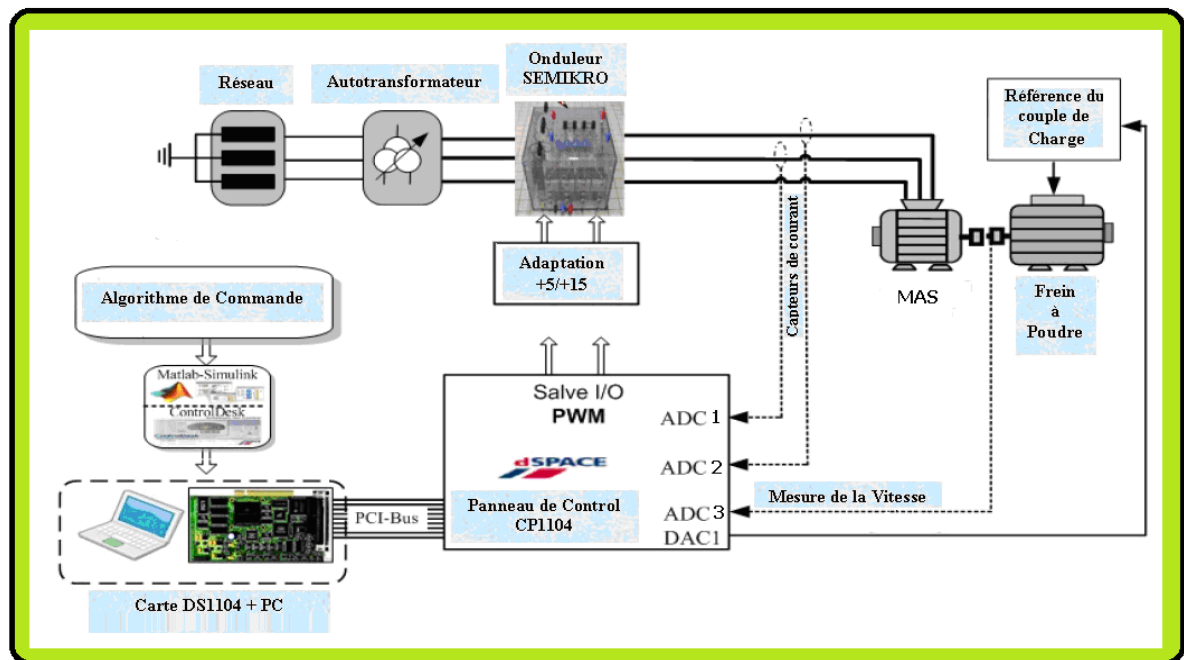 Réseau
Autotransformateur
Onduleur
SEMIKRO
Référence du
couple de
Charge
Capteurs de courant
Adaptation
+5/+15
MAS
Frein
à
Poudre
Algorithme de Commande
Matlab-Simulink
ControlDesk
Salve I/O
PWM
ADC 1
dSPACE
ADC 2
Panneau de Control
CP1104
Mesure de la Vitesse
ADC 3
DAC1
PCI-Bus
Carte DS1104 + PC